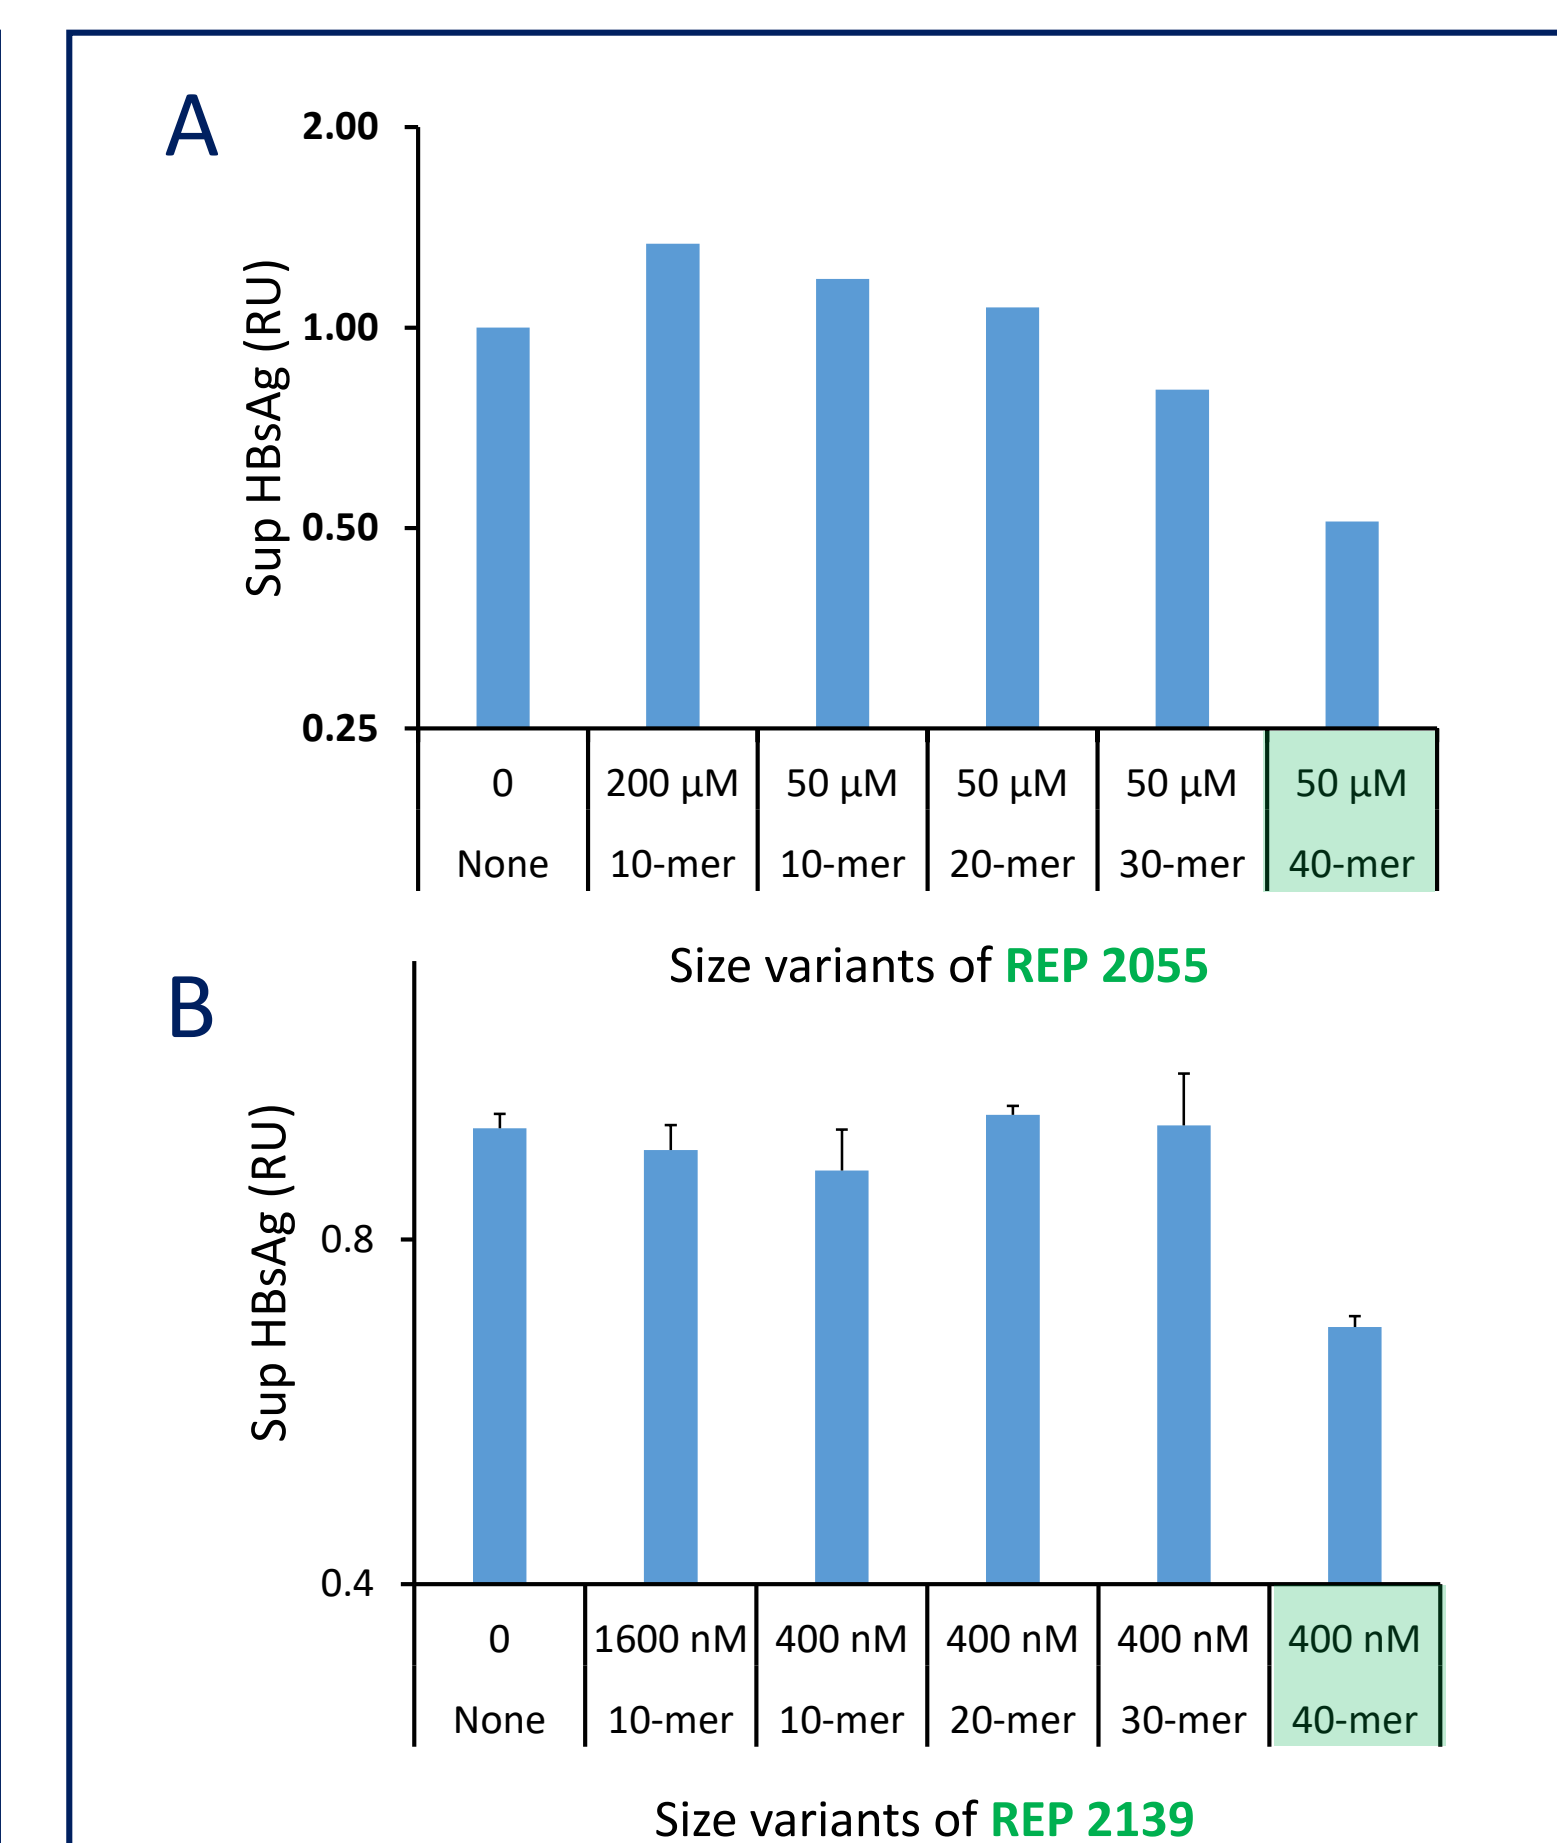 A
2.00
1.00
0.50
0.25
Sup HBsAg (RU)
0 200 µM 50 µM 50 µM 50 µM 50 µM
None 10-mer 10-mer 20-mer 30-mer 40-mer
Size variants of REP 2055
B
0.8
0.4
Sup HBsAg (RU)
0 1600 nM 400 nM 400 nM 400 nM 400 nM
None 10-mer 10-mer 20-mer 30-mer 40-mer
Size variants of REP 2139